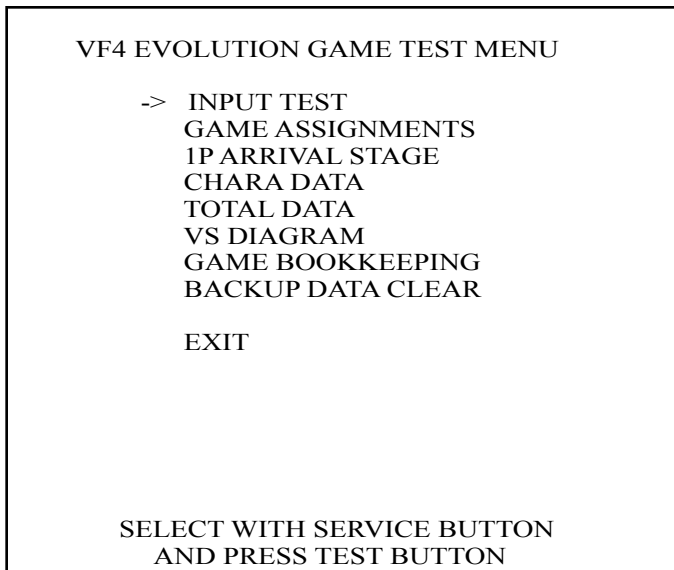 VF4 EVOLUTION GAME TEST MENU
-> INPUT TEST
GAME ASSIGNMENTS
1P ARRIVAL STAGE
CHARA DATA
TOTAL DATA
VS DIAGRAM
GAME BOOKKEEPING
BACKUP DATA CLEAR
EXIT
SELECT WITH SERVICE BUTTON
AND PRESS TEST BUTTON